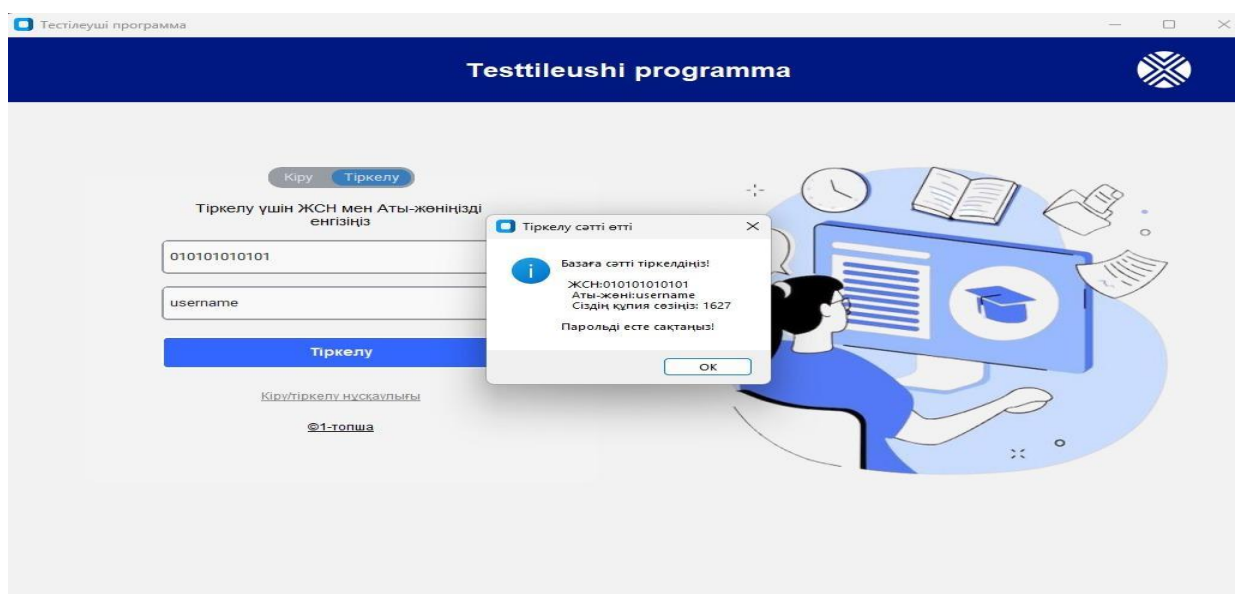 Тестілеуші программа
Testtileushi programma
Кіру Тіркелу
Тіркелу үшін ЖСН мен Аты-жөніңізді
енгізіңіз
010101010101
username
Тіркелу
Кіру/тіркелу нұсқаулығы
©1-топша
Тіркелу сәтті өтті
Базаға сәтті тіркелдіңіз!
ЖСН:010101010101
Аты-жөні:username
Сіздің құпия сөзіңіз: 1627
Парольді есте сақтаңыз!
OK